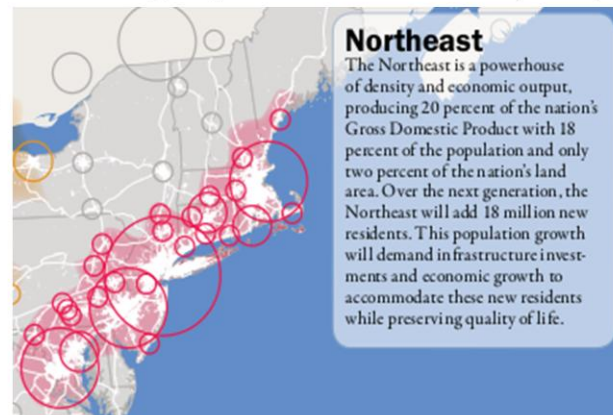 Northeast
The Northeast is a powerhouse
of density and economic output,
producing 20 percent of the nation's
Gross Domestic Product with 18
percent of the population and only
two percent of the nation's land
area. Over the next generation, the
Northeast will add 18 million new
residents. This population growth
will demand infrastructure invest-
ments and economic growth to
accommodate these new residents
while preserving quality of life.